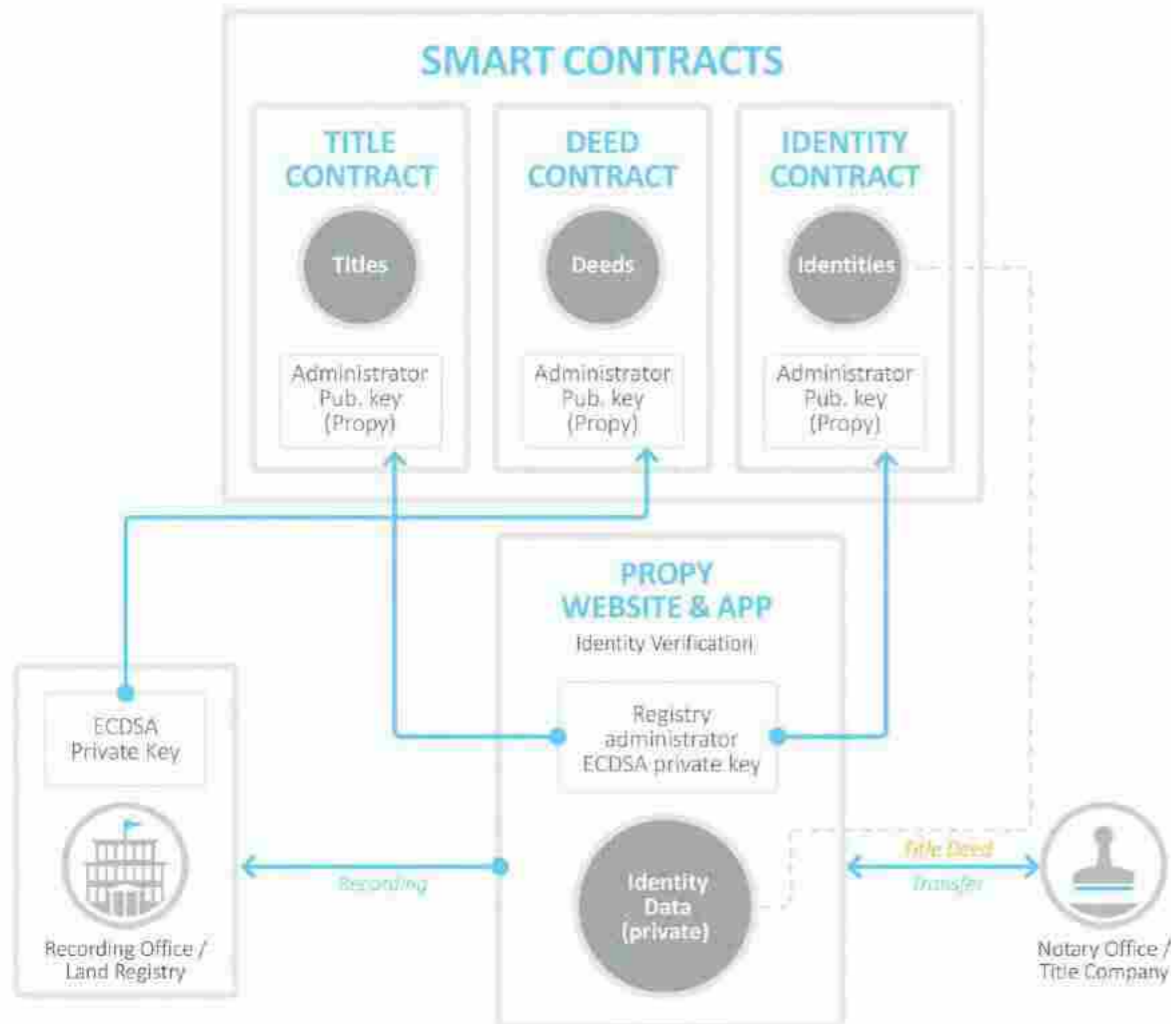 SMART CONTRACTS
TITLE
CONTRACT
Titles
Administrator
Pub. key
(Propy)
DEED
CONTRACT
Deeds
Administrator
Pub. key
(Propy)
IDENTITY
CONTRACT
Identities
Administrator
Pub. key
(Propy)
PROPY
WEBSITE & APP
Identity Verification
Registry
administrator
ECDSA private key
Identity
Data
(private)
ECDSA
Private Key
Recording Office /
Land Registry
Recording
Title Deed
Transfer
Notary Office /
Title Company